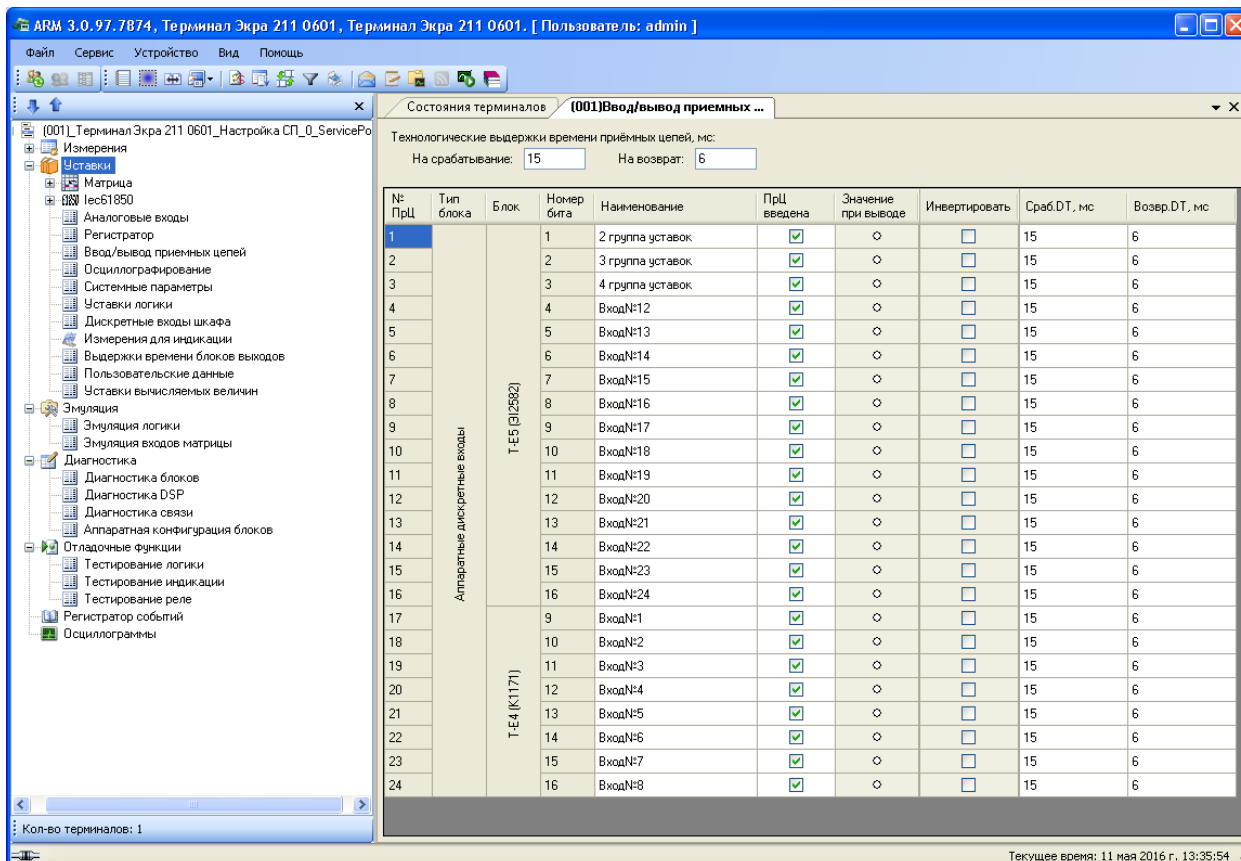 ARM 3.0.97.7874, Терминал Экра 211 0601, Терминал Экра 211 0601. [ Пользователь: admin ]
Файл Сервис Устройство Вид Помощь
(001)_Терминал Экра 211 0601_Настройка СП_0_ServicePo
Измерения
Уставки
Матрица
Iec61850
Аналоговые входы
Регистратор
Ввод/вывод приемных цепей
Осциллографирование
Системные параметры
Уставки логики
Дискретные входы шкафа
Измерения для индикации
Выдержки времени блоков выходов
Пользовательские данные
Уставки вычисляемых величин
Эмуляция
Эмуляция логики
Эмуляция входов матрицы
Диагностика
Диагностика блоков
Диагностика DSP
Диагностика связи
Аппаратная конфигурация блоков
Отладочные функции
Тестирование логики
Тестирование индикации
Тестирование реле
Регистратор событий
Осциллограммы
Кол-во терминалов: 1
Состояния терминалов (001)Ввод/вывод приемных ...
Технологические выдержки времени приёмных цепей, мс:
На срабатывание: 15 На возврат: 6
№ ПрЦ Тип блока Блок Номер бита Наименование ПрЦ введена Значение при выводе Инвертировать Сраб.DT, мс Возвр.DT, мс
Аппаратные дискретные входы
T-E5 (Э12582)
1 1 2 группа уставок 15 6
2 2 3 группа уставок 15 6
3 3 4 группа уставок 15 6
4 4 Вход№12 15 6
5 5 Вход№13 15 6
6 6 Вход№14 15 6
7 7 Вход№15 15 6
8 8 Вход№16 15 6
9 9 Вход№17 15 6
10 10 Вход№18 15 6
11 11 Вход№19 15 6
12 12 Вход№20 15 6
13 13 Вход№21 15 6
14 14 Вход№22 15 6
15 15 Вход№23 15 6
16 16 Вход№24 15 6
T-E4 (K1171)
17 9 Вход№1 15 6
18 10 Вход№2 15 6
19 11 Вход№3 15 6
20 12 Вход№4 15 6
21 13 Вход№5 15 6
22 14 Вход№6 15 6
23 15 Вход№7 15 6
24 16 Вход№8 15 6
Текущее время: 11 мая 2016 г. 13:35:54